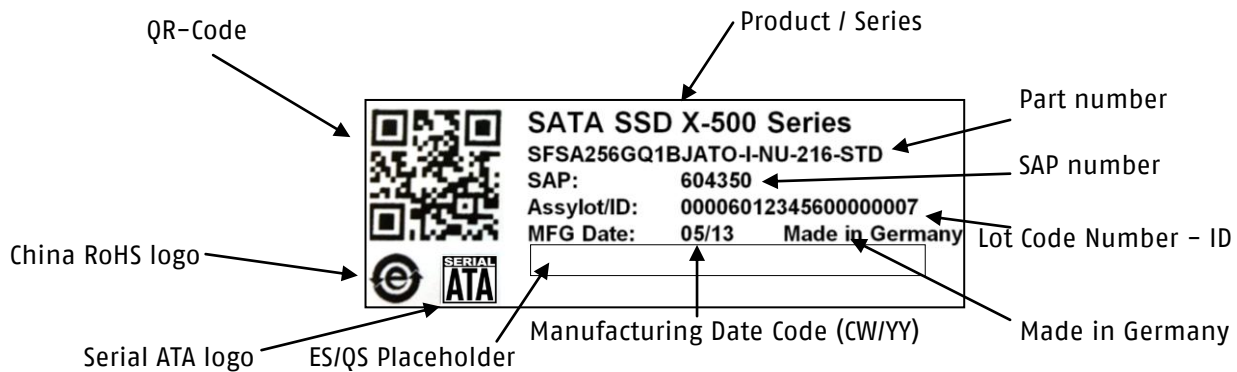 QR-Code
Product / Series
Part number
SATA SSD X-500 Series
SFSA256GQ1BJATO-I-NU-216-STD
SAP number
SAP: 604350
Assylot/ID: 00006012345600000007
MFG Date: 05/13 Made in Germany
Lot Code Number - ID
China RoHS logo
e
SERIAL
ATA
Manufacturing Date Code (CW/YY)
Made in Germany
Serial ATA logo
ES/QS Placeholder